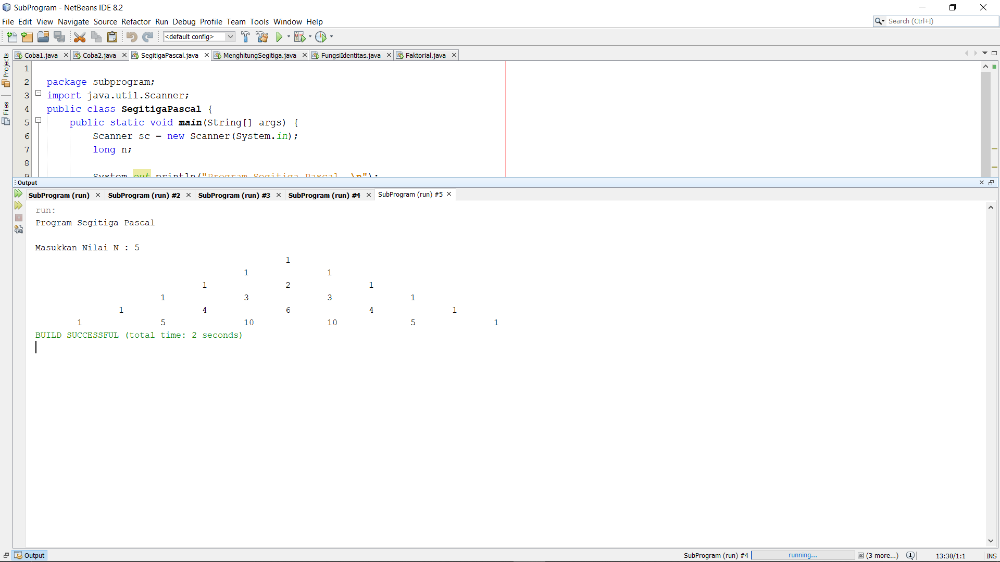 SubProgram - NetBeans IDE 8.2
File Edit View Navigate Source Refactor Run Debug Profile Team Tools Window Help
Search (Ctrl+I)
<default config>
Projects
Files
Coba1.java Coba2.java SegitigaPascal.java MenghitungSegitiga.java FungsiIdentitas.java Faktorial.java
1
2 package subprogram;
3 import java.util.Scanner;
4 public class SegitigaPascal {
5 public static void main(String[] args) {
6 Scanner sc = new Scanner(System.in);
7 long n;
8
9 System.out.println("Program Segitiga Pascal \n");
Output
SubProgram (run) SubProgram (run) #2 SubProgram (run) #3 SubProgram (run) #4 SubProgram (run) #5
run:
Program Segitiga Pascal
Masukkan Nilai N : 5
1
1 1
1 2 1
1 3 3 1
1 4 6 4 1
1 5 10 10 5 1
BUILD SUCCESSFUL (total time: 2 seconds)
Output
SubProgram (run) #4 running... (3 more...) 1 13:30/1:1 INS